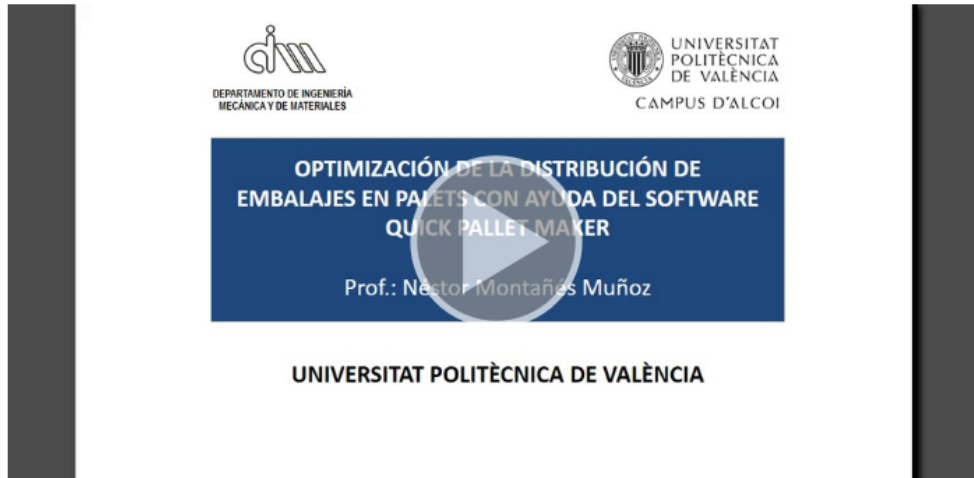 dim
DEPARTAMENTO DE INGENIERÍA
MECÁNICA Y DE MATERIALES
UNIVERSITAT
POLITÈCNICA
DE VALÈNCIA
CAMPUS D'ALCOI
OPTIMIZACIÓN DE LA DISTRIBUCIÓN DE
EMBALAJES EN PALETS CON AYUDA DEL SOFTWARE
QUICK PALLET MAKER
Prof.: Néstor Montañés Muñoz
UNIVERSITAT POLITÈCNICA DE VALÈNCIA